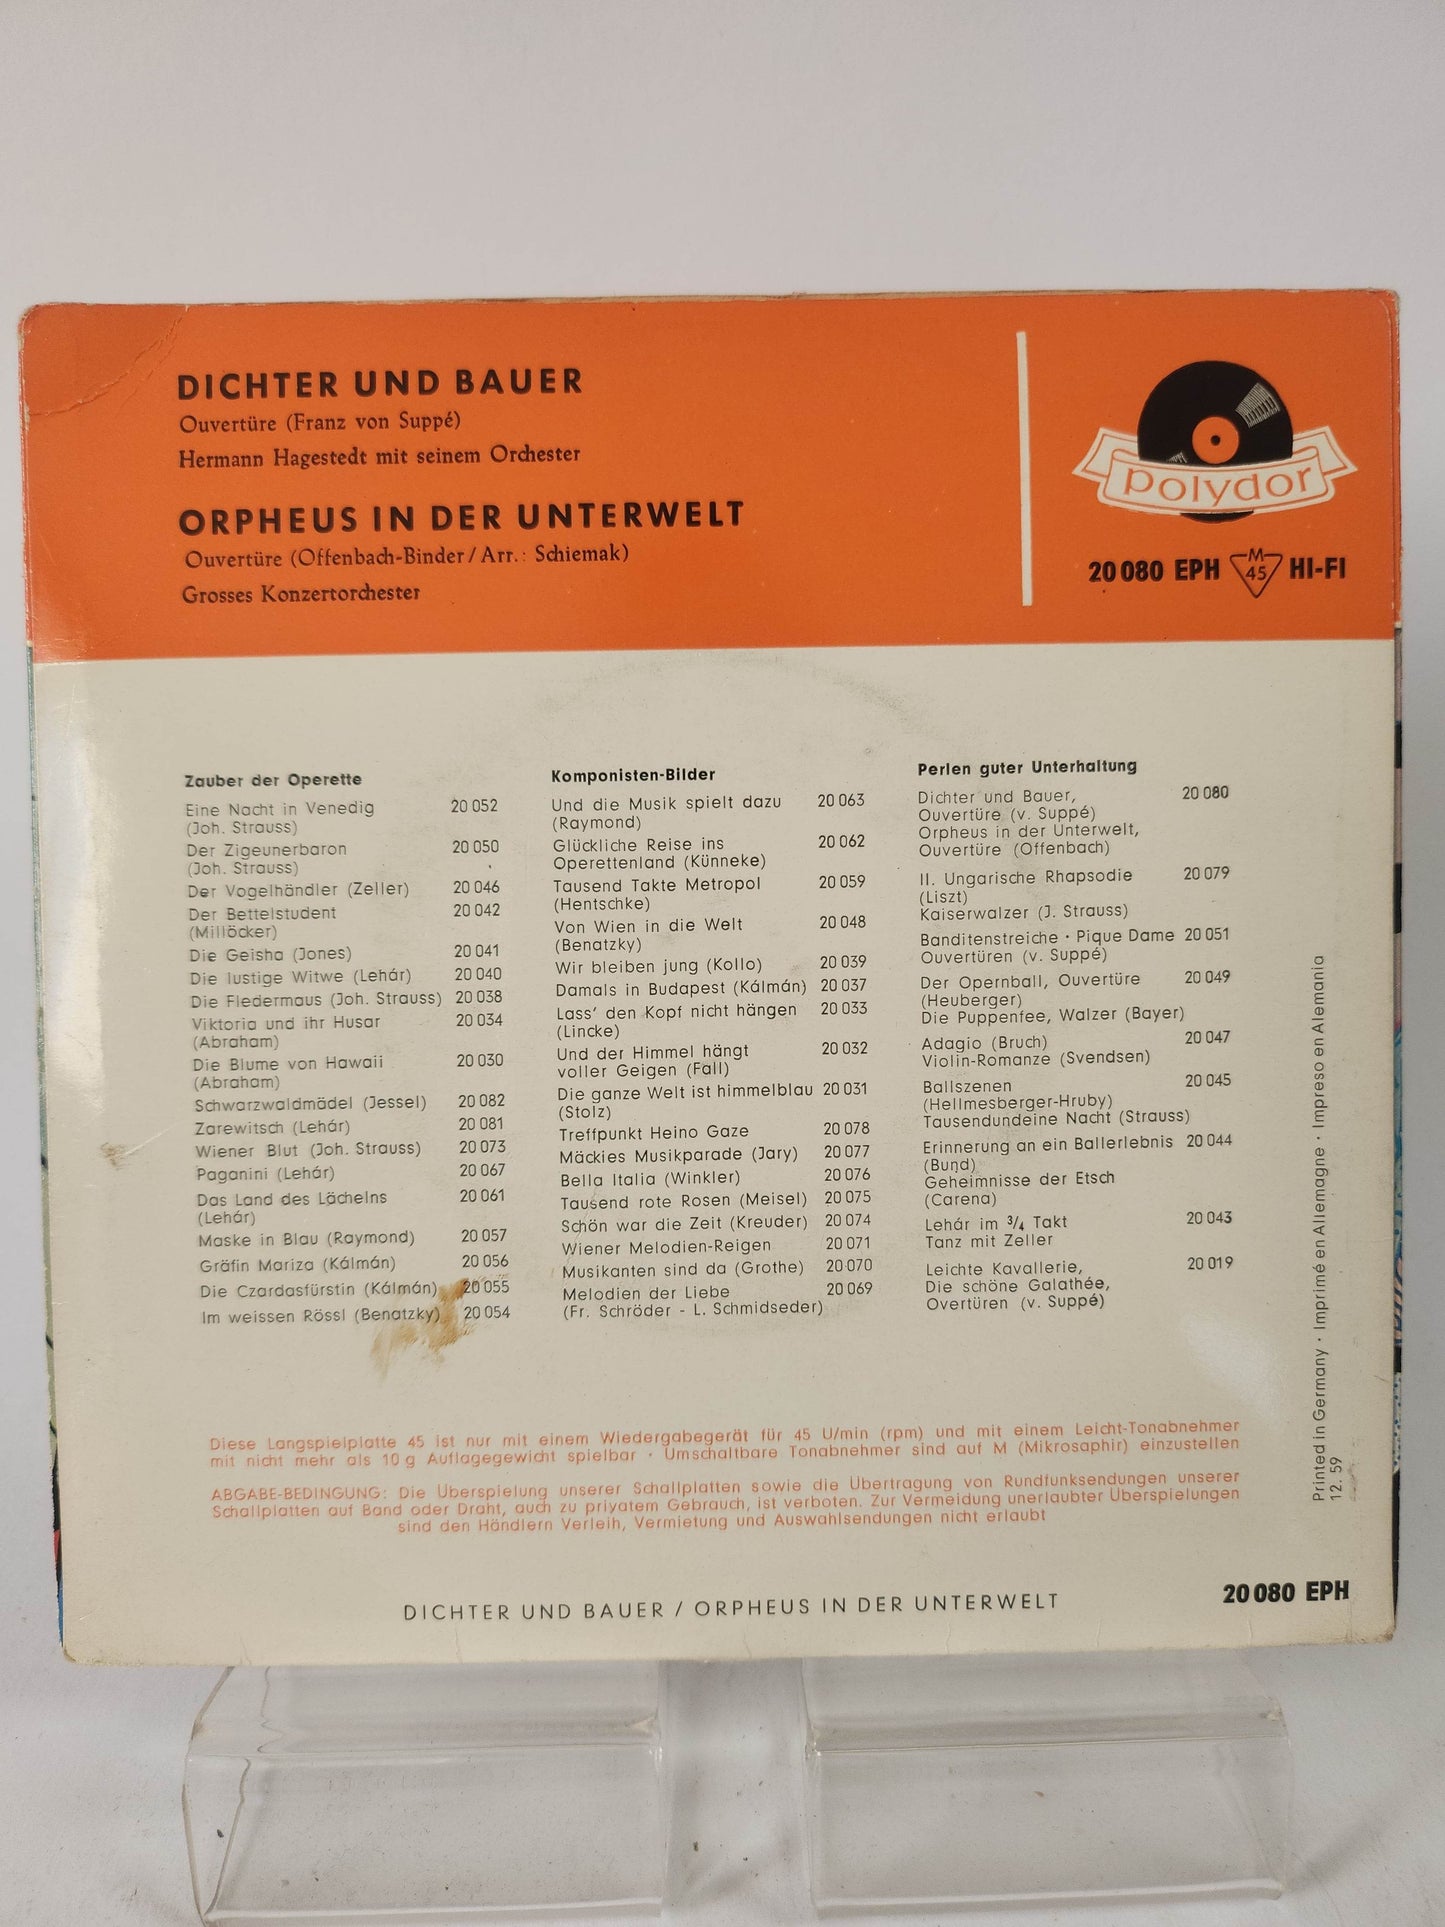 DICHTER UND BAUER
Ouvertüre (Franz von Suppé)
Hermann Hagestedt mit seinem Orchester
ORPHEUS IN DER UNTERWELT
Ouvertüre (Offenbach-Binder / Arr.: Schiemak)
Grosses Konzertorchester
polydor
20 080 EPH M 45 HI-FI
Zauber der Operette
Eine Nacht in Venedig 20 052
(Joh. Strauss)
Der Zigeunerbaron 20 050
(Joh. Strauss)
Der Vogelhändler (Zeller) 20 046
Der Bettelstudent 20 042
(Millöcker)
Die Geisha (Jones) 20 041
Die lustige Witwe (Lehár) 20 040
Die Fledermaus (Joh. Strauss) 20 038
Viktoria und ihr Husar 20 034
(Abraham)
Die Blume von Hawaii 20 030
(Abraham)
Schwarzwaldmädel (Jessel) 20 082
Zarewitsch (Lehár) 20 081
Wiener Blut (Joh. Strauss) 20 073
Paganini (Lehár) 20 067
Das Land des Lächelns 20 061
(Lehár)
Maske in Blau (Raymond) 20 057
Gräfin Mariza (Kálmán) 20 056
Die Czardasfürstin (Kálmán) 20 055
Im weissen Rössl (Benatzky) 20 054
Komponisten-Bilder
Und die Musik spielt dazu 20 063
(Raymond)
Glückliche Reise ins 20 062
Operettenland (Künneke)
Tausend Takte Metropol 20 059
(Hentschke)
Von Wien in die Welt 20 048
(Benatzky)
Wir bleiben jung (Kollo) 20 039
Damals in Budapest (Kálmán) 20 037
Lass' den Kopf nicht hängen 20 033
(Lincke)
Und der Himmel hängt 20 032
voller Geigen (Fall)
Die ganze Welt ist himmelblau 20 031
(Stolz)
Treffpunkt Heino Gaze 20 078
Mäckies Musikparade (Jary) 20 077
Bella Italia (Winkler) 20 076
Tausend rote Rosen (Meisel) 20 075
Schön war die Zeit (Kreuder) 20 074
Wiener Melodien-Reigen 20 071
Musikanten sind da (Grothe) 20 070
Melodien der Liebe 20 069
(Fr. Schröder - L. Schmidseder)
Perlen guter Unterhaltung
Dichter und Bauer, 20 080
Ouvertüre (v. Suppé)
Orpheus in der Unterwelt,
Ouvertüre (Offenbach)
II. Ungarische Rhapsodie 20 079
(Liszt)
Kaiserwalzer (J. Strauss)
Banditenstreiche · Pique Dame 20 051
Ouvertüren (v. Suppé)
Der Opernball, Ouvertüre 20 049
(Heuberger)
Die Puppenfee, Walzer (Bayer)
Adagio (Bruch) 20 047
Violin-Romanze (Svendsen)
Ballszenen 20 045
(Hellmesberger-Hruby)
Tausendundeine Nacht (Strauss)
Erinnerung an ein Ballerlebnis 20 044
(Bund)
Geheimnisse der Etsch
(Carena)
Lehár im 3/4 Takt 20 043
Tanz mit Zeller
Leichte Kavallerie, 20 019
Die schöne Galathée,
Overtüren (v. Suppé)
Diese Langspielplatte 45 ist nur mit einem Wiedergabegerät für 45 U/min (rpm) und mit einem Leicht-Tonabnehmer
mit nicht mehr als 10 g Auflagegewicht spielbar · Umschaltbare Tonabnehmer sind auf M (Mikrosaphir) einzustellen
ABGABE-BEDINGUNG: Die Überspielung unserer Schallplatten sowie die Übertragung von Rundfunksendungen unserer
Schallplatten auf Band oder Draht, auch zu privatem Gebrauch, ist verboten. Zur Vermeidung unerlaubter Überspielungen
sind den Händlern Verleih, Vermietung und Auswahlsendungen nicht erlaubt
Printed in Germany · Imprimé en Allemagne · Impreso en Alemania
12. 59
DICHTER UND BAUER / ORPHEUS IN DER UNTERWELT
20 080 EPH